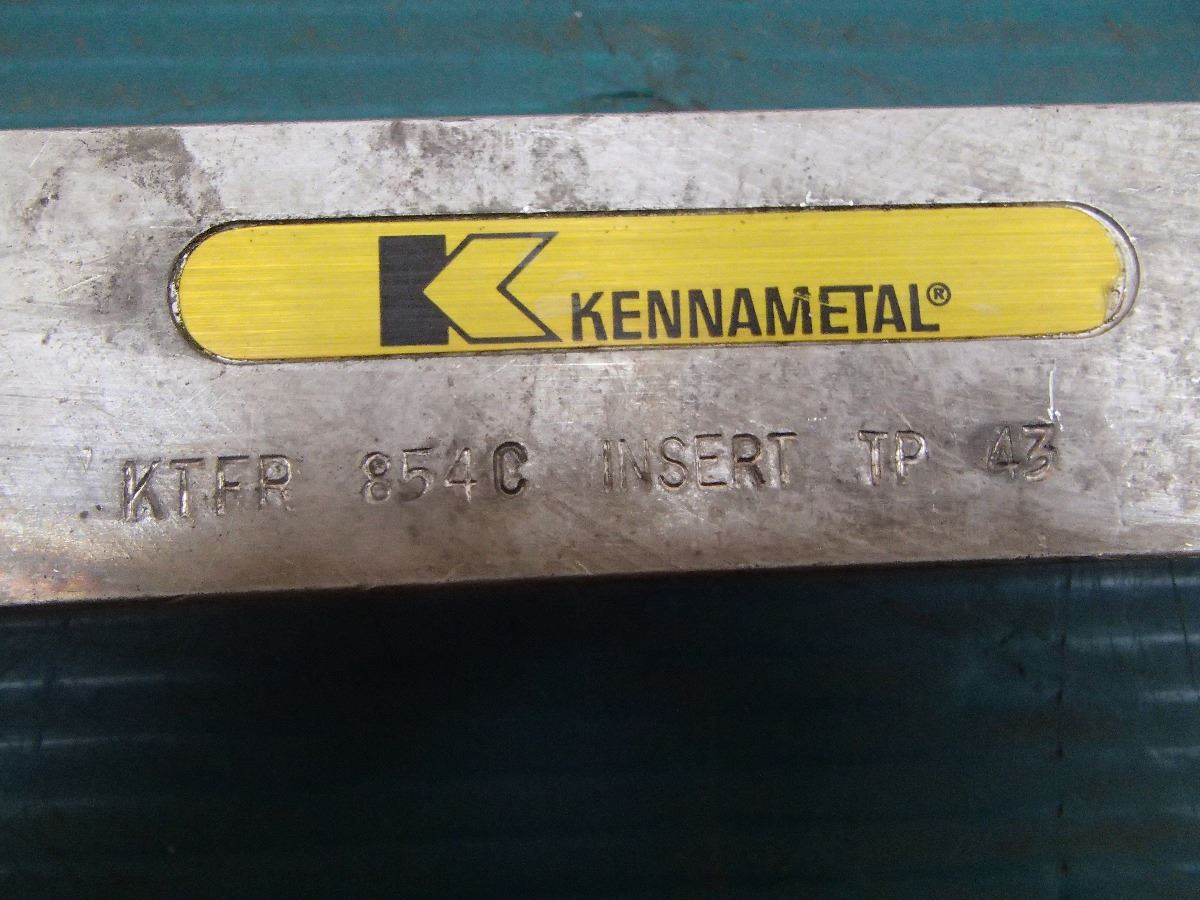 KENNAMETAL®
KTFR 854C INSERT TP 43